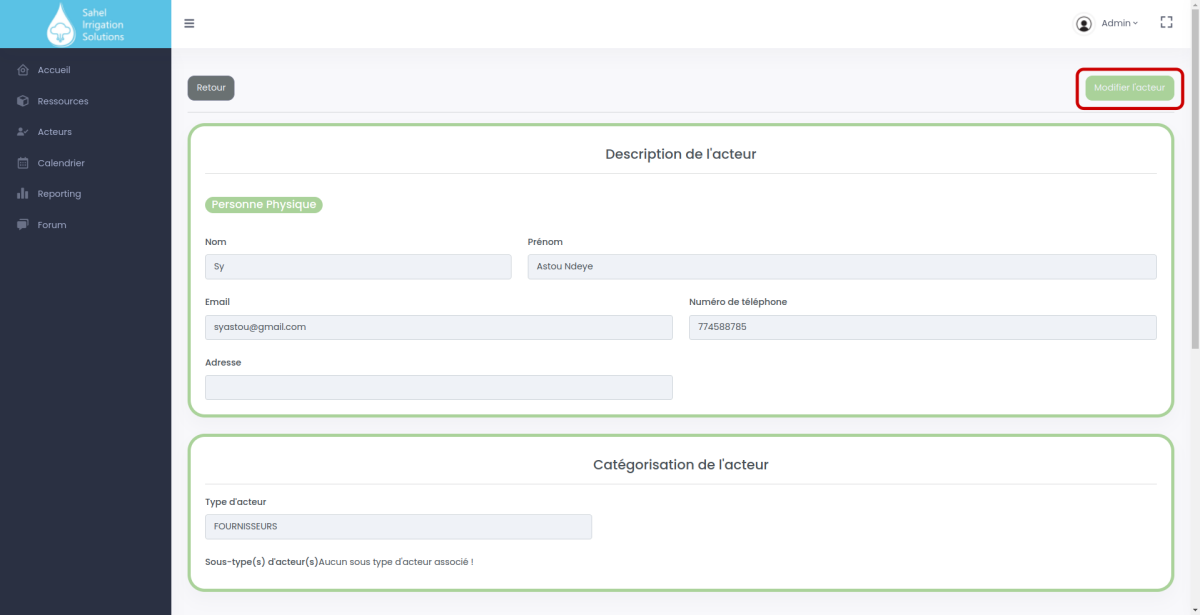 Sahel
Irrigation
Solutions
Admin
Accueil
Ressources
Acteurs
Calendrier
Reporting
Forum
Retour
Modifier l'acteur
Description de l'acteur
Personne Physique
Nom
Prénom
Sy
Astou Ndeye
Email
Numéro de téléphone
syastou@gmail.com
774588785
Adresse
Catégorisation de l'acteur
Type d'acteur
FOURNISSEURS
Sous-type(s) d'acteur(s)Aucun sous type d'acteur associé !